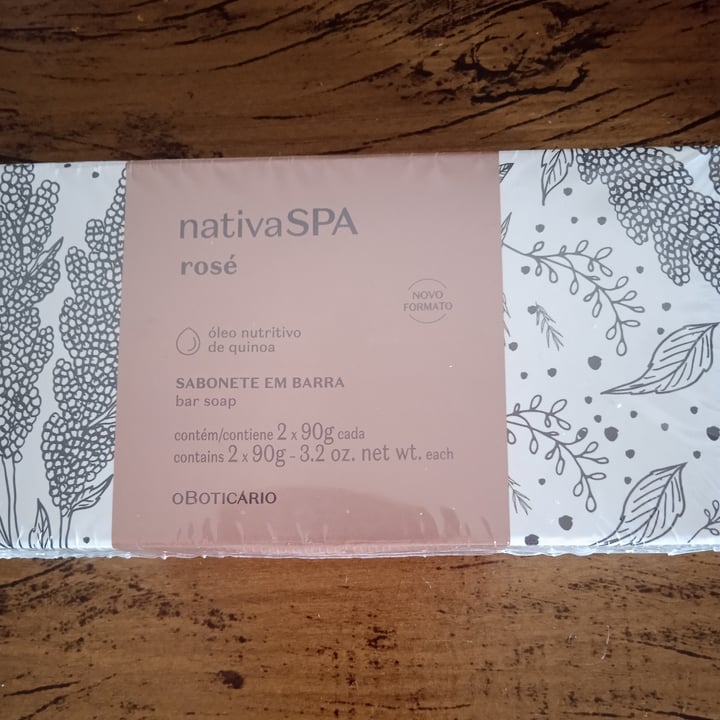 nativaSPA
rosé
NOVO
FORMATO
óleo nutritivo
de quinoa
SABONETE EM BARRA
bar soap
contém/contiene 2 x 90g cada
contains 2 x 90g - 3.2 oz. net wt. each
oBOTICÁRIO